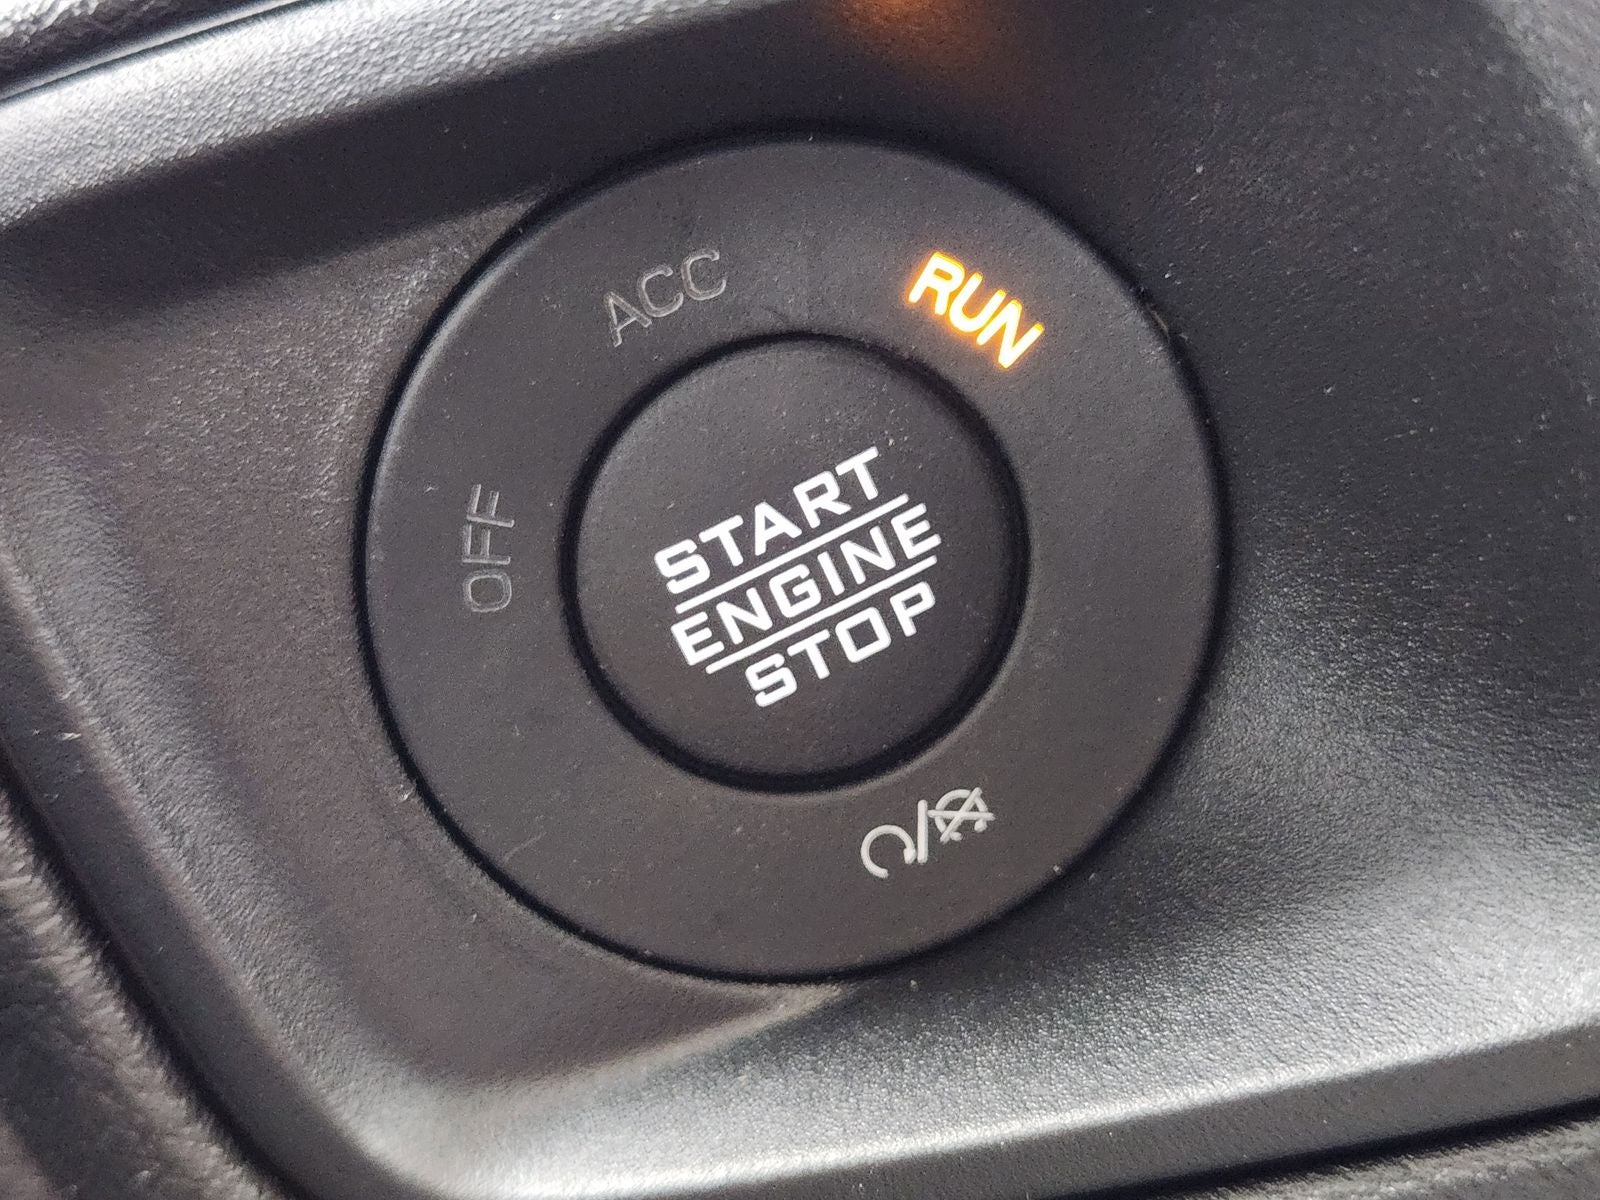 ACC
RUN
OFF
START
ENGINE
STOP